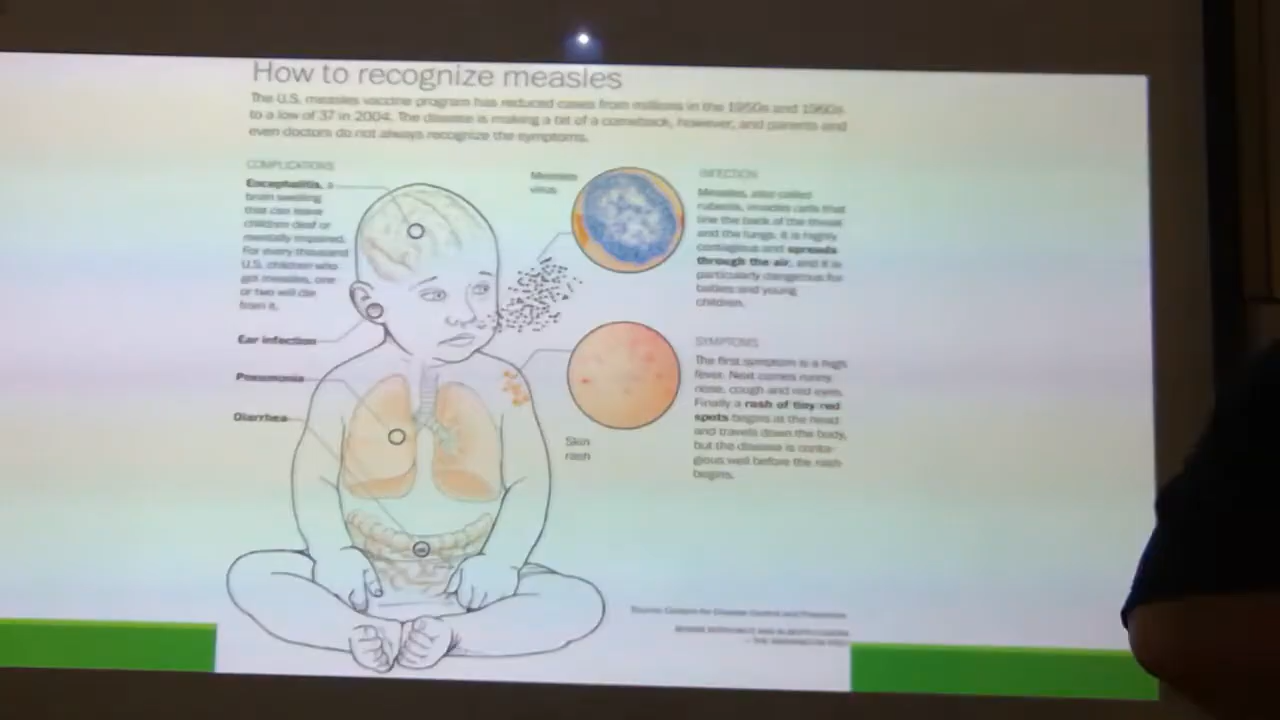 How to recognize measles
The U.S. measles vaccine program has reduced cases from millions in the 1950s and 1960s
to a low of 37 in 2004. The disease is making a bit of a comeback, however, and parents and
even doctors do not always recognize the symptoms.
COMPLICATIONS
Encephalitis, a
brain swelling
that can leave
children deaf or
mentally impaired.
For every thousand
U.S. children who
get measles, one
or two will die
from it.
Ear infection
Pneumonia
Diarrhea
Measles
virus
Skin
rash
INFECTION
Measles, also called
rubeola, invades cells that
line the back of the throat
and the lungs. It is highly
contagious and spreads
through the air, and it is
particularly dangerous for
babies and young
children.
SYMPTOMS
The first symptom is a high
fever. Next comes runny
nose, cough and red eyes.
Finally a rash of tiny red
spots begins at the head
and travels down the body,
but the disease is conta-
gious well before the rash
begins.
Source: Centers for Disease Control and Prevention
THE WASHINGTON POST